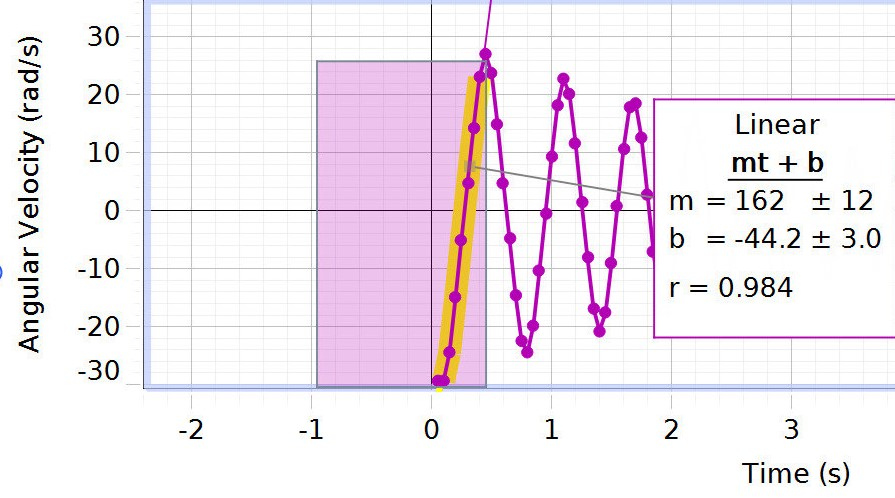 Angular Velocity (rad/s)
30
20
10
0
-10
-20
-30
-2 -1 0 1 2 3
Time (s)
Linear
mt + b
m = 162 ± 12
b = -44.2 ± 3.0
r = 0.984